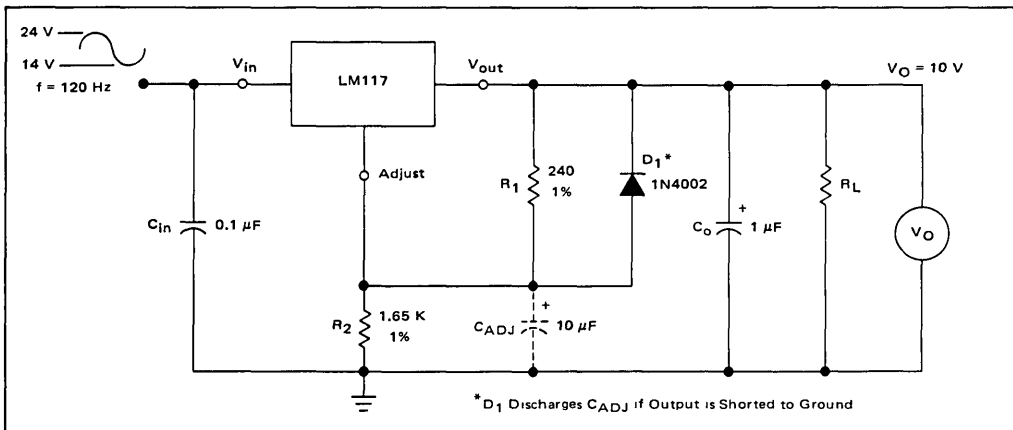 24 V
14 V
f = 120 Hz
Vin
LM117
Vout
VO = 10 V
Adjust
Cin
0.1 μF
R1
240
1%
D1*
1N4002
Co
+
1 μF
RL
VO
R2
1.65 K
1%
CADJ
+
10 μF
*D1 Discharges CADJ if Output is Shorted to Ground